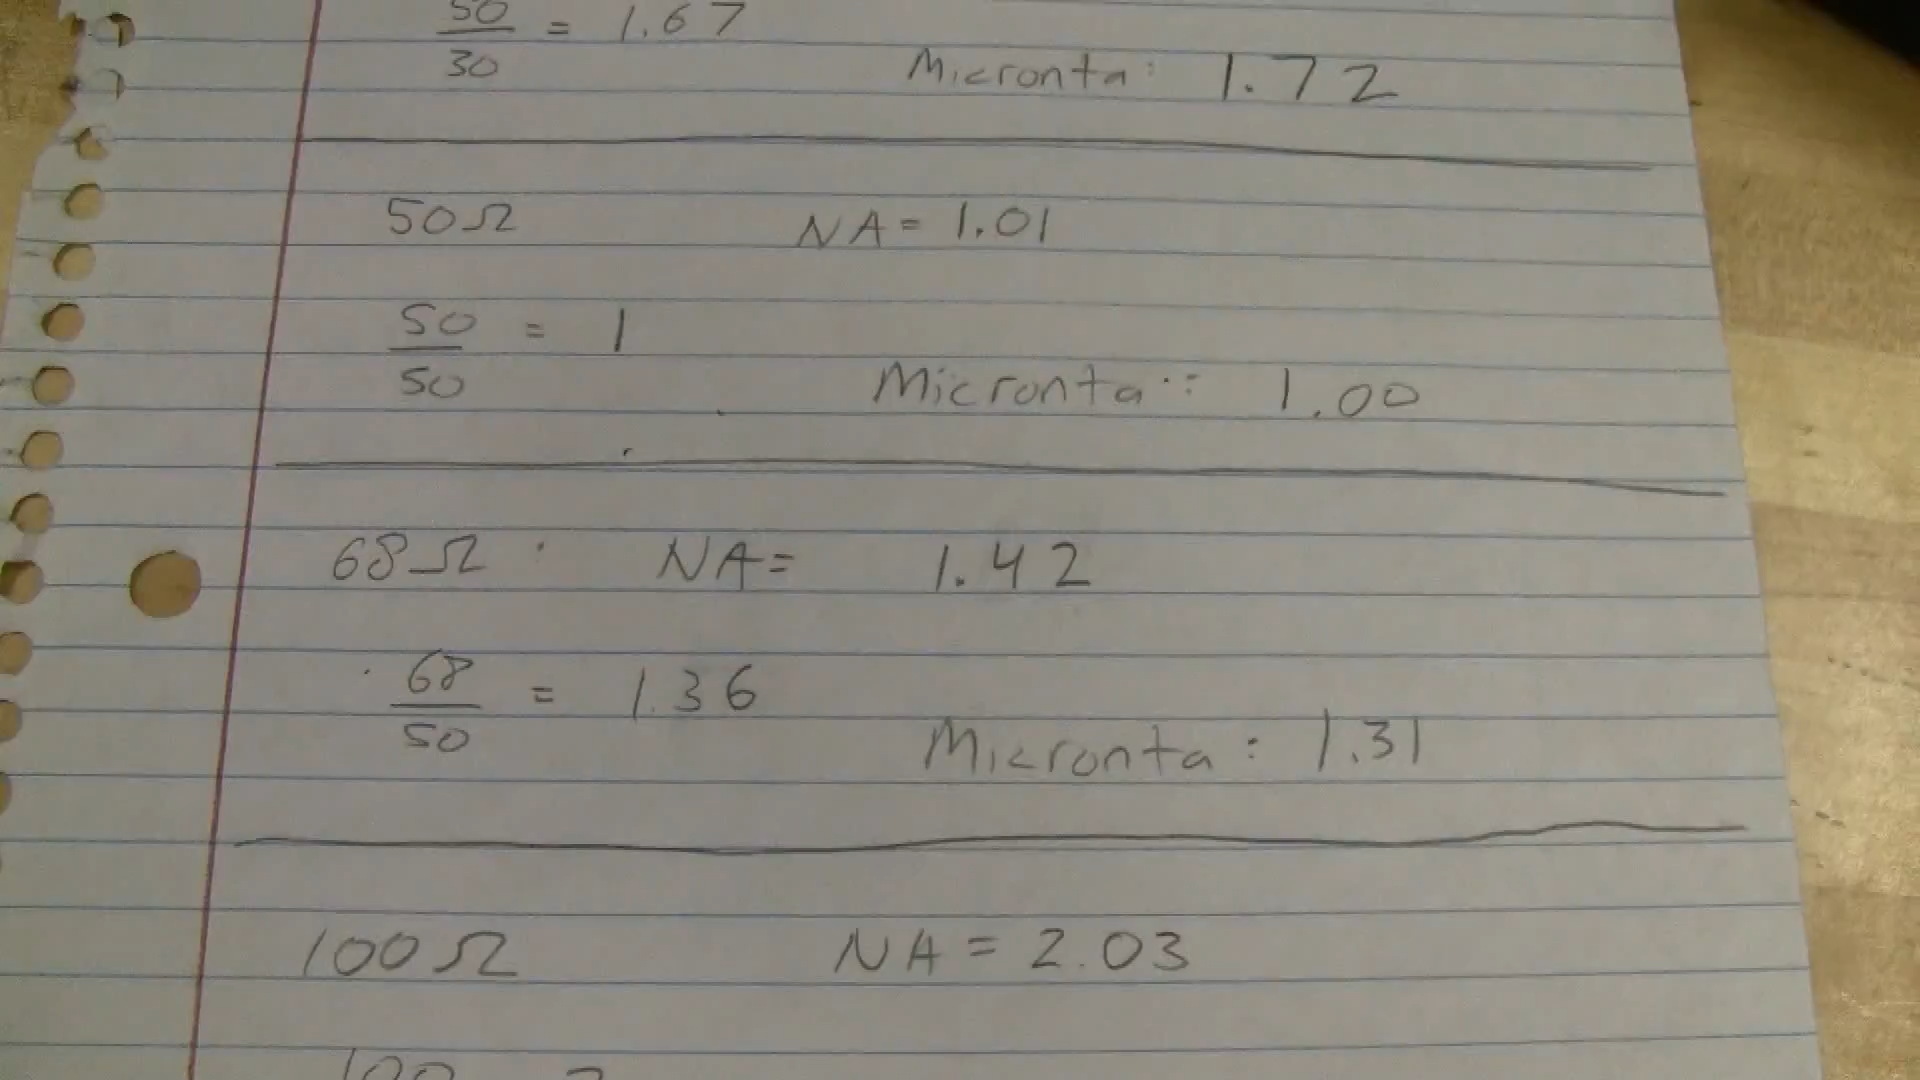 50
/30 = 1.67
Micronta: 1.72
50Ω NA = 1.01
50/50 = 1
Micronta: 1.00
68Ω NA = 1.42
68/50 = 1.36
Micronta: 1.31
100Ω NA = 2.03
100